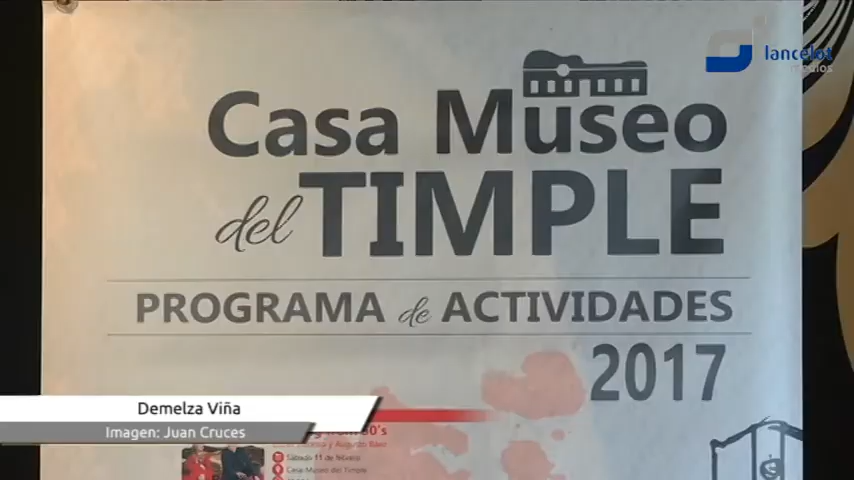 lancelot
Casa Museo
del TIMPLE
PROGRAMA de ACTIVIDADES
2017
Demelza Viña
Imagen: Juan Cruces
Sábado 11 de febrero
Casa-Museo del Timple